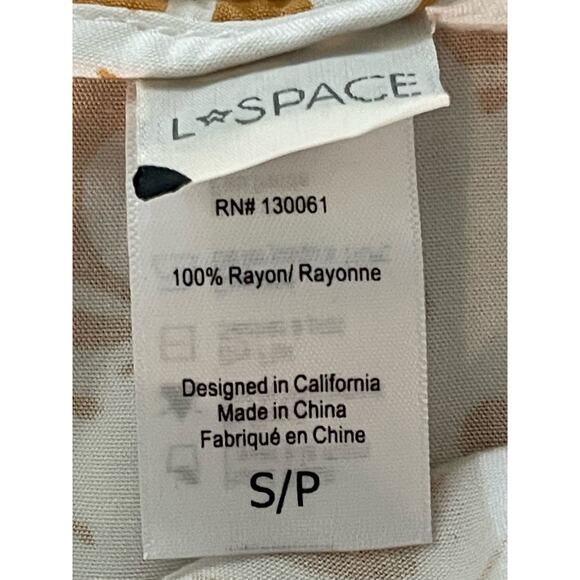 L★SPACE
RN# 130061
100% Rayon/ Rayonne
Designed in California
Made in China
Fabriqué en Chine
S/P